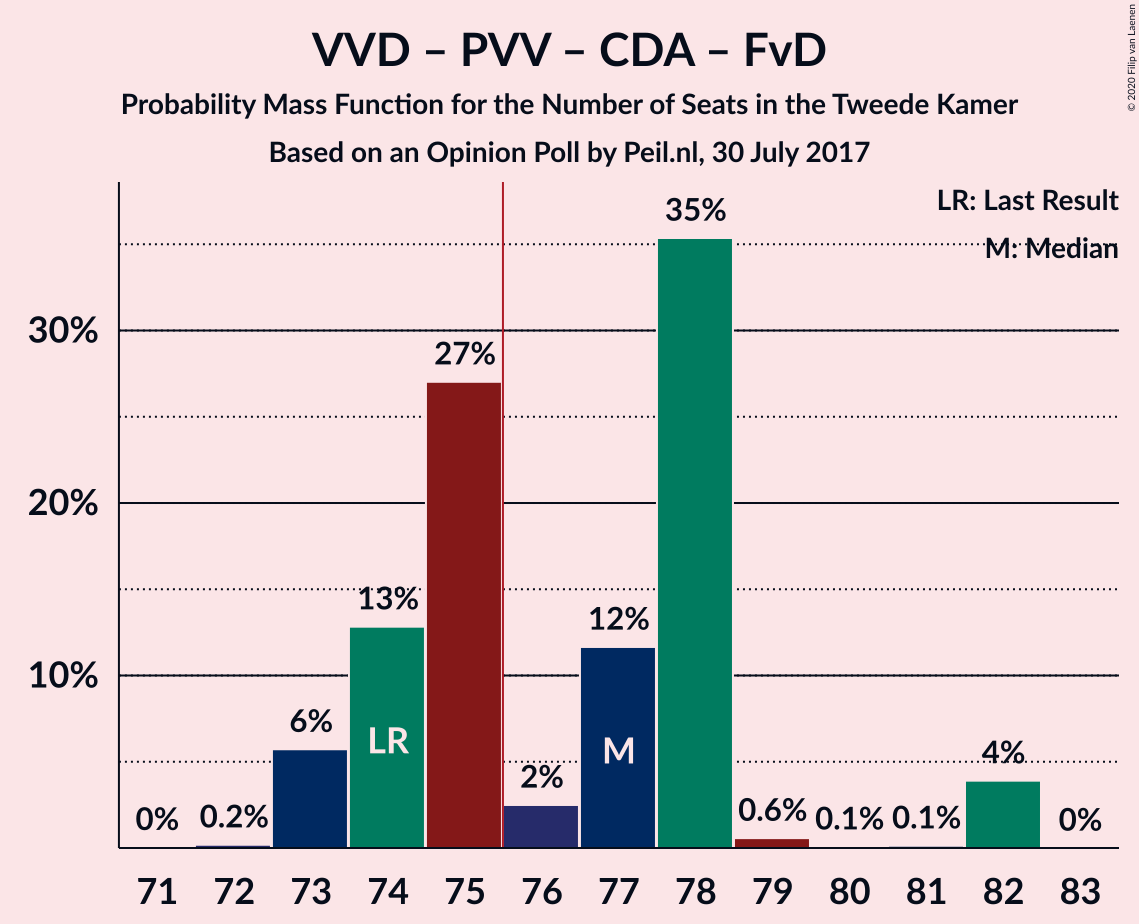 VVD – PVV – CDA – FvD
Probability Mass Function for the Number of Seats in the Tweede Kamer
Based on an Opinion Poll by Peil.nl, 30 July 2017
© 2020 Filip van Laenen
LR: Last Result
M: Median
30%
20%
10%
0%
0.2%
6%
13%
27%
2%
12%
35%
0.6%
0.1%
0.1%
4%
0%
LR
M
71 72 73 74 75 76 77 78 79 80 81 82 83